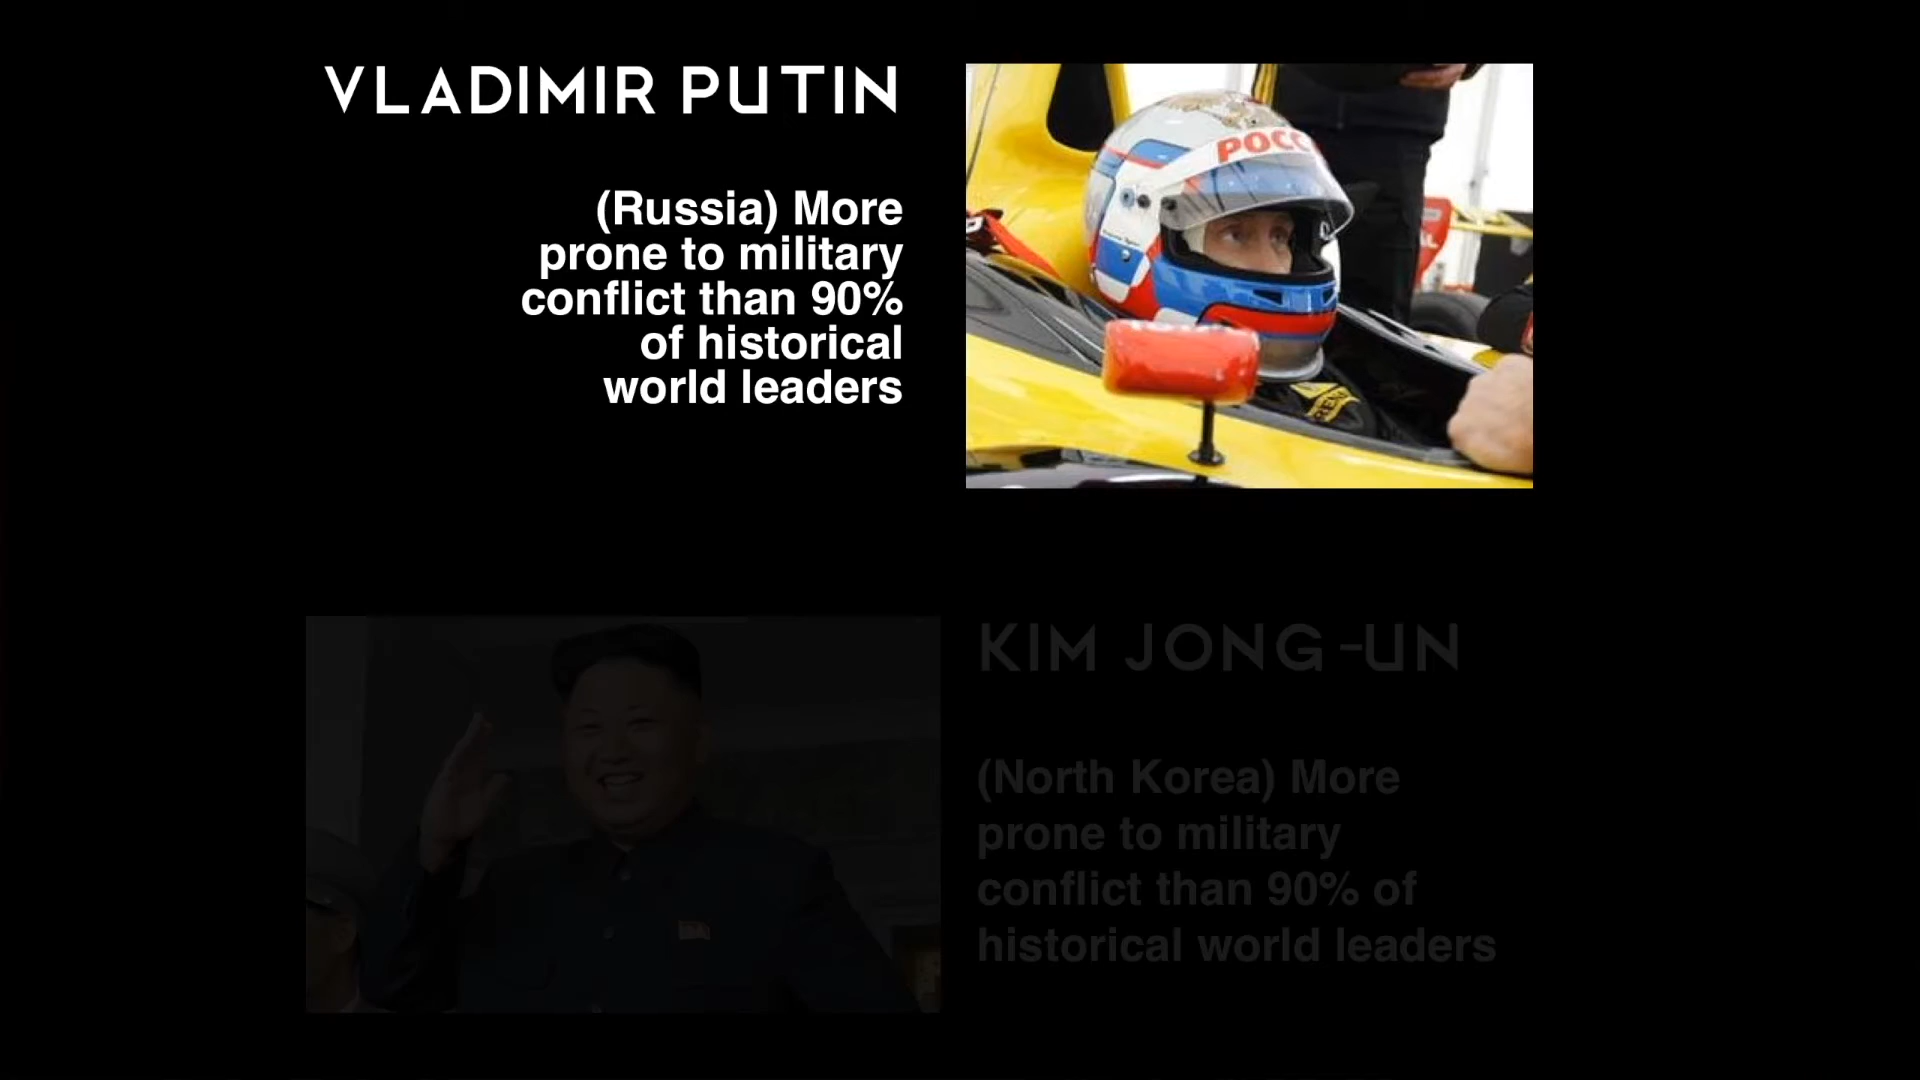 VLADIMIR PUTIN
(Russia) More
prone to military
conflict than 90%
of historical
world leaders
РОСС
KIM JONG-UN
(North Korea) More
prone to military
conflict than 90% of
historical world leaders